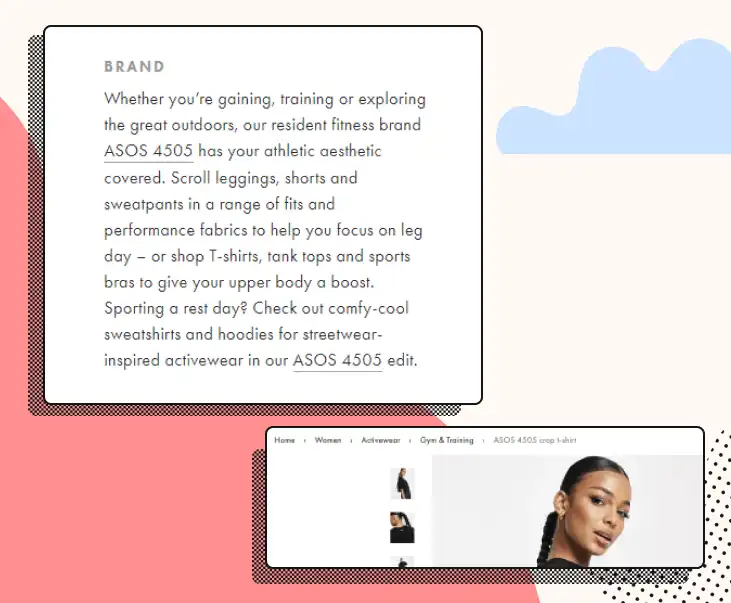 BRAND
Whether you’re gaining, training or exploring
the great outdoors, our resident fitness brand
ASOS 4505 has your athletic aesthetic
covered. Scroll leggings, shorts and
sweatpants in a range of fits and
performance fabrics to help you focus on leg
day – or shop T-shirts, tank tops and sports
bras to give your upper body a boost.
Sporting a rest day? Check out comfy-cool
sweatshirts and hoodies for streetwear-
inspired activewear in our ASOS 4505 edit.
Home › Women › Activewear › Gym & Training › ASOS 4505 crop t-shirt